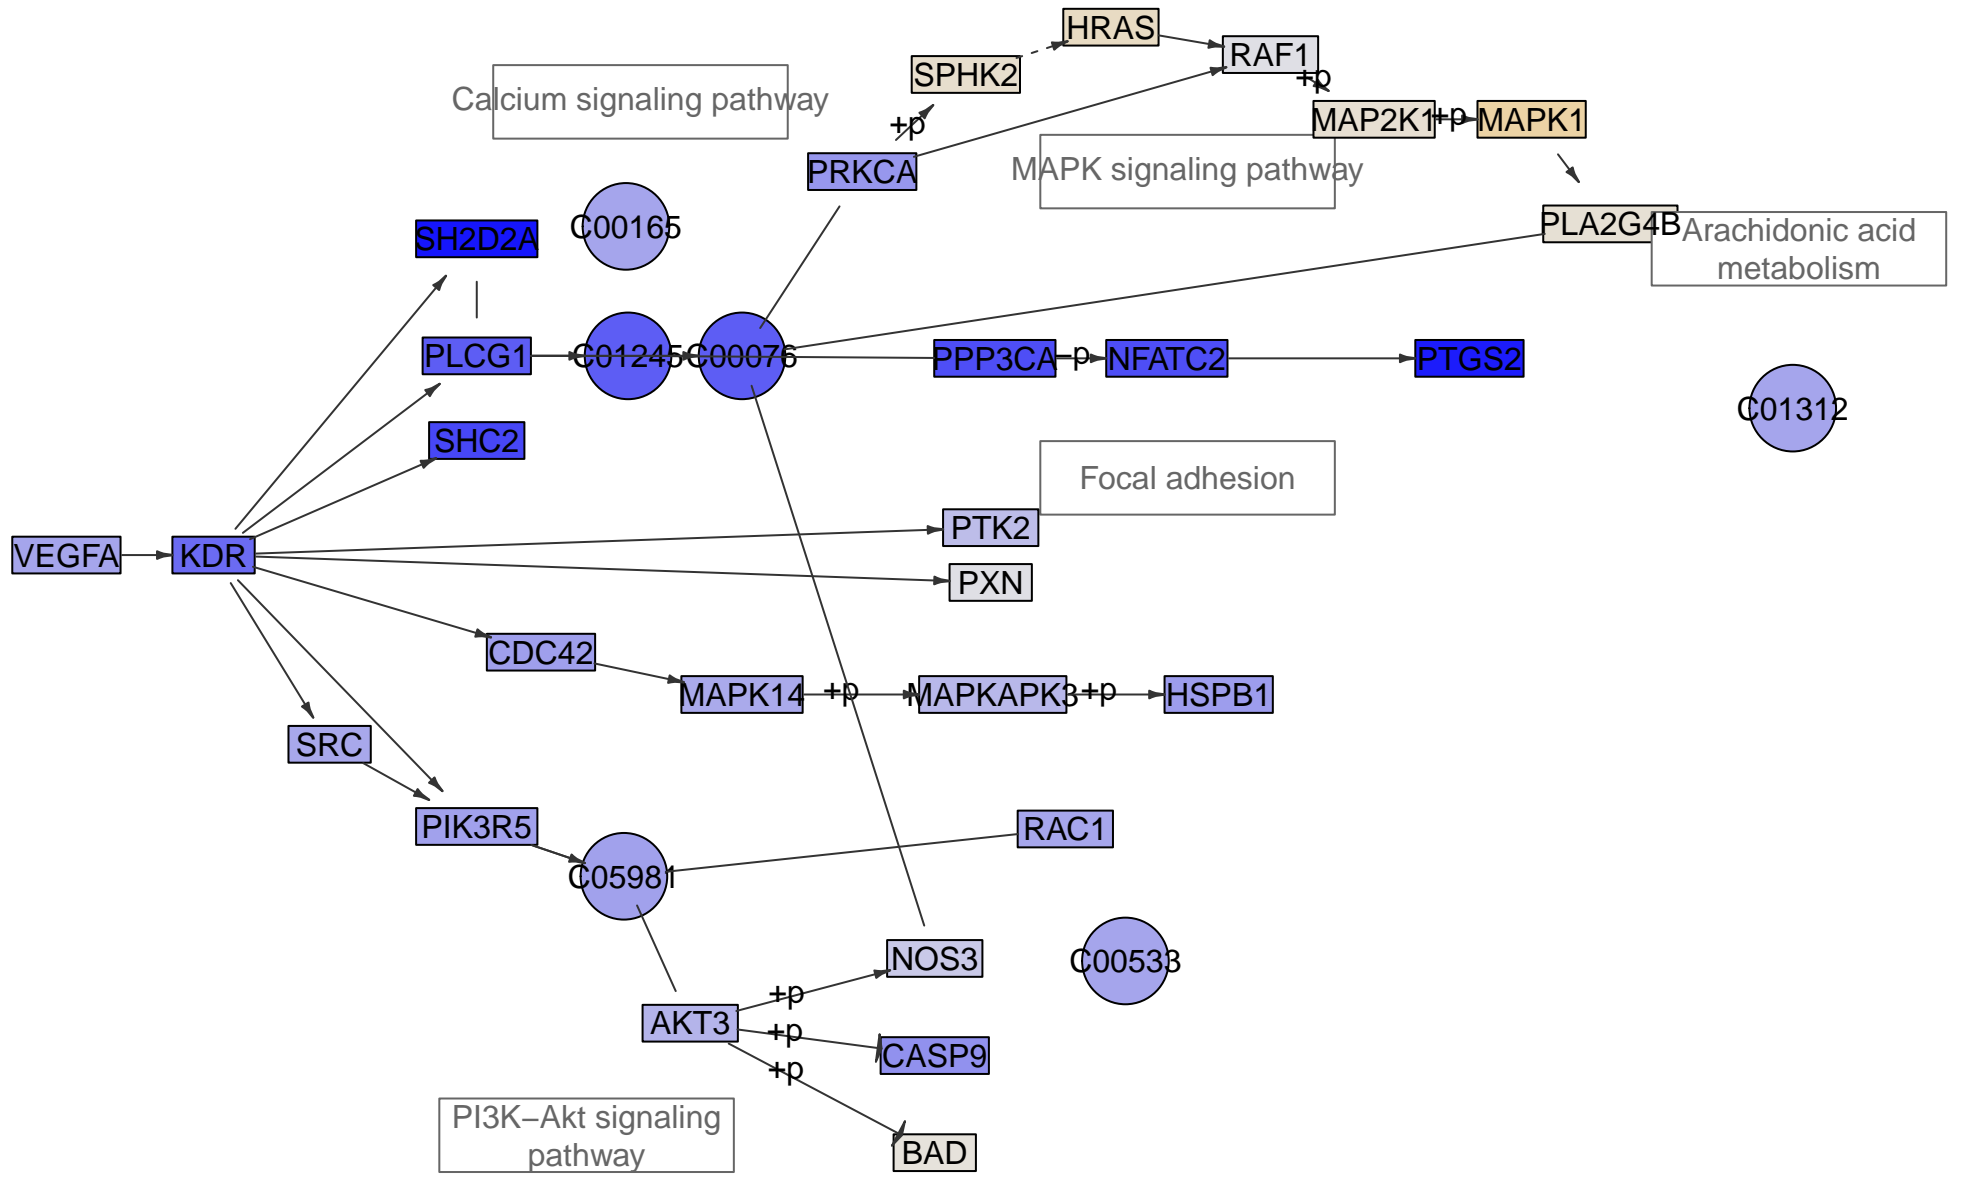 HRAS
RAF1
+p
SPHK2
Calcium signaling pathway
+p
MAP2K1
+p
MAPK1
PRKCA
MAPK signaling pathway
PLA2G4B
Arachidonic acid
metabolism
C00165
SH2D2A
PLCG1
C01245
C00076
PPP3CA
−p
NFATC2
PTGS2
C01312
SHC2
Focal adhesion
PTK2
VEGFA
KDR
PXN
CDC42
MAPK14
+p
MAPKAPK3
+p
HSPB1
SRC
PIK3R5
RAC1
C05981
NOS3
C00533
+p
AKT3
+p
CASP9
+p
PI3K−Akt signaling
pathway
BAD